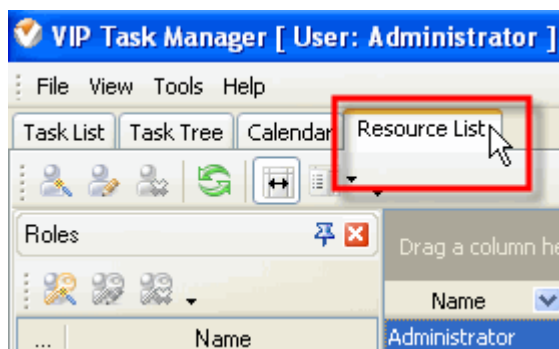 VIP Task Manager [ User: Administrator ]
File View Tools Help
Task List Task Tree Calendar Resource List
Roles
Drag a column he
Name
... Name
Administrator